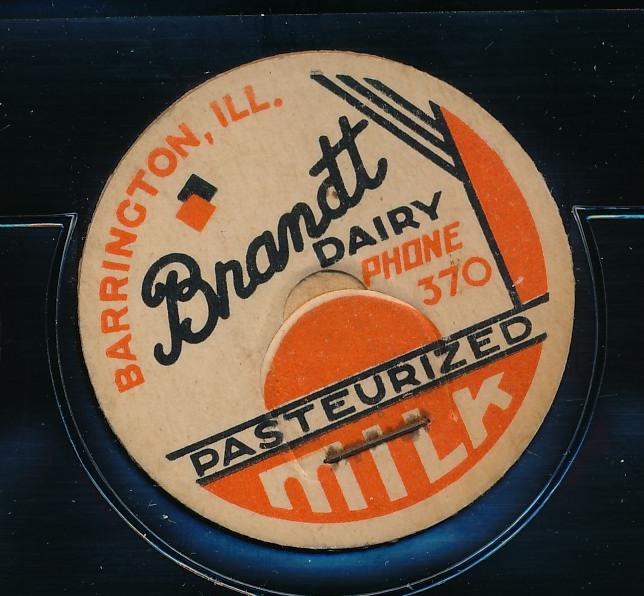 BARRINGTON, ILL.
Brandt
DAIRY
PHONE
370
PASTEURIZED
MILK